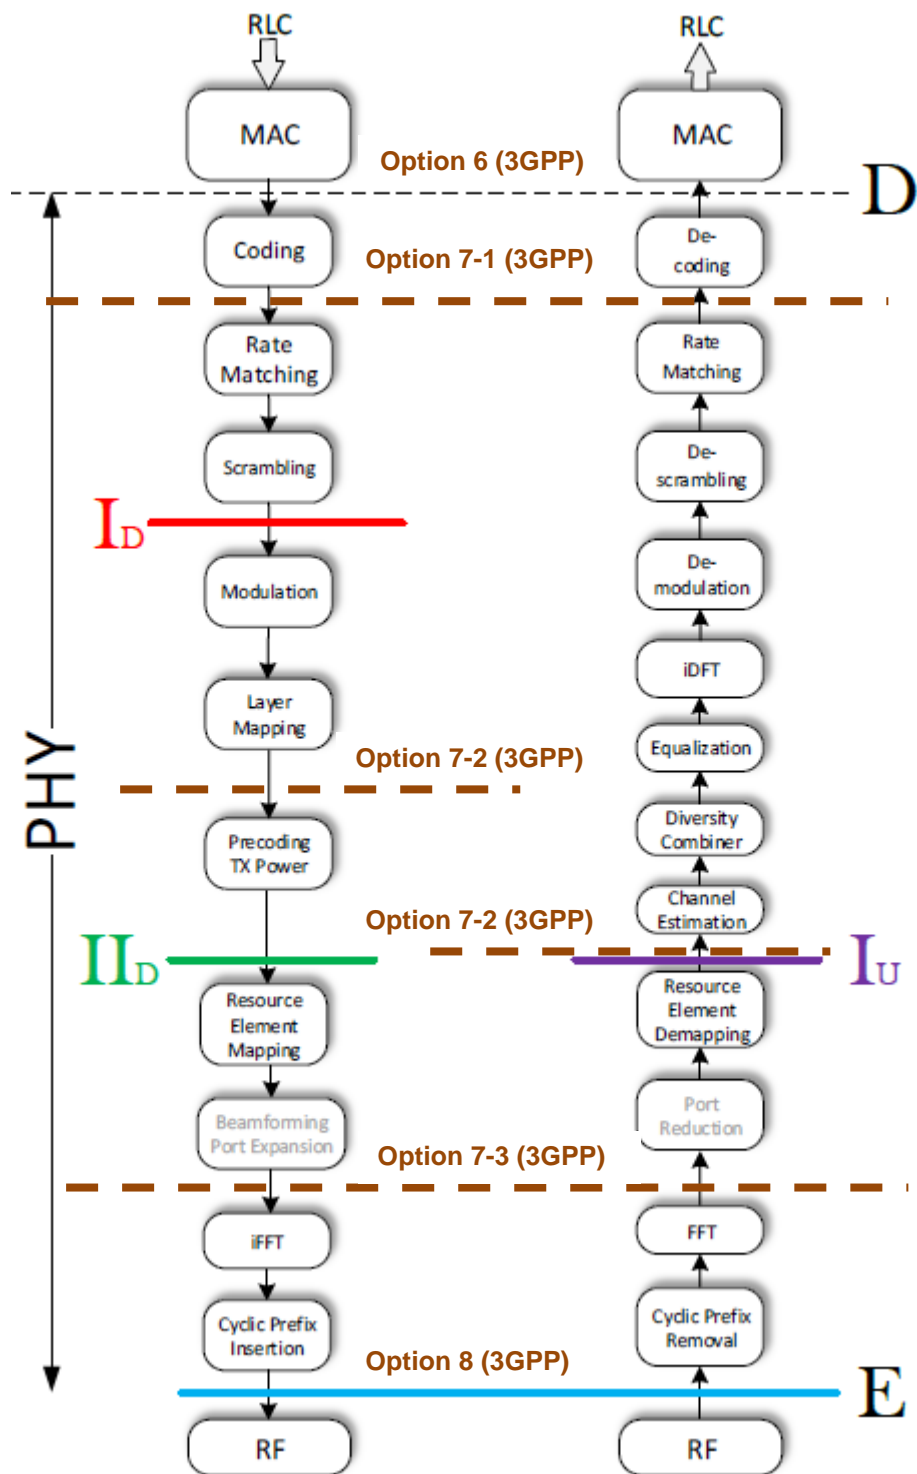 RLC
RLC
MAC
MAC
Option 6 (3GPP)
D
Coding
De-
coding
Option 7-1 (3GPP)
Rate
Matching
Rate
Matching
Scrambling
De-
scrambling
I_D
Modulation
De-
modulation
iDFT
Layer
Mapping
PHY
Option 7-2 (3GPP)
Equalization
Precoding
TX Power
Diversity
Combiner
Channel
Estimation
Option 7-2 (3GPP)
II_D
I_U
Resource
Element
Mapping
Resource
Element
Demapping
Beamforming
Port Expansion
Port
Reduction
Option 7-3 (3GPP)
iFFT
FFT
Cyclic Prefix
Insertion
Cyclic Prefix
Removal
Option 8 (3GPP)
E
RF
RF